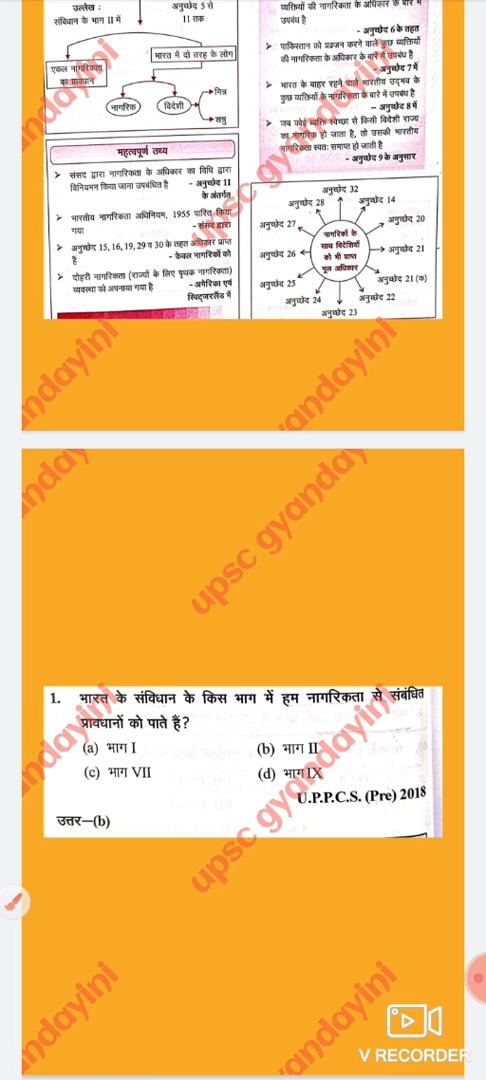 उल्लेख :
संविधान के भाग II में
अनुच्छेद 5 से
11 तक
एकल नागरिकता
का प्रावधान
भारत में दो तरह के लोग
नागरिक
विदेशी
मित्र
शत्रु
महत्वपूर्ण तथ्य
➤ संसद द्वारा नागरिकता के अधिकार का विधि द्वारा
विनियमन किया जाना उपबंधित है - अनुच्छेद 11
के अंतर्गत
➤ भारतीय नागरिकता अधिनियम, 1955 पारित किया
गया - संसद द्वारा
➤ अनुच्छेद 15, 16, 19, 29 व 30 के तहत अधिकार प्राप्त
हैं - केवल नागरिकों को
➤ दोहरी नागरिकता (राज्यों के लिए पृथक नागरिकता)
व्यवस्था को अपनाया गया है - अमेरिका एवं
स्विट्जरलैंड में
व्यक्तियों की नागरिकता के अधिकार के बारे में
उपबंध है
- अनुच्छेद 6 के तहत
➤ पाकिस्तान को प्रव्रजन करने वाले कुछ व्यक्तियों
की नागरिकता के अधिकार के बारे में उपबंध है
- अनुच्छेद 7 में
➤ भारत के बाहर रहने वाले भारतीय उद्भव के
कुछ व्यक्तियों के नागरिकता के बारे में उपबंध है
- अनुच्छेद 8 में
➤ जब कोई व्यक्ति स्वेच्छा से किसी विदेशी राज्य
का नागरिक हो जाता है, तो उसकी भारतीय
नागरिकता स्वतः समाप्त हो जाती है
- अनुच्छेद 9 के अनुसार
अनुच्छेद 32
अनुच्छेद 28
अनुच्छेद 14
अनुच्छेद 27
अनुच्छेद 20
नागरिकों के
साथ विदेशियों
को भी प्राप्त
मूल अधिकार
अनुच्छेद 26
अनुच्छेद 21
अनुच्छेद 25
अनुच्छेद 21 (क)
अनुच्छेद 24
अनुच्छेद 22
अनुच्छेद 23
upsc gyandayini
1. भारत के संविधान के किस भाग में हम नागरिकता से संबंधित
प्रावधानों को पाते हैं?
(a) भाग I (b) भाग II
(c) भाग VII (d) भाग IX
U.P.P.C.S. (Pre) 2018
उत्तर–(b)
upsc gyandayini
V RECORDER